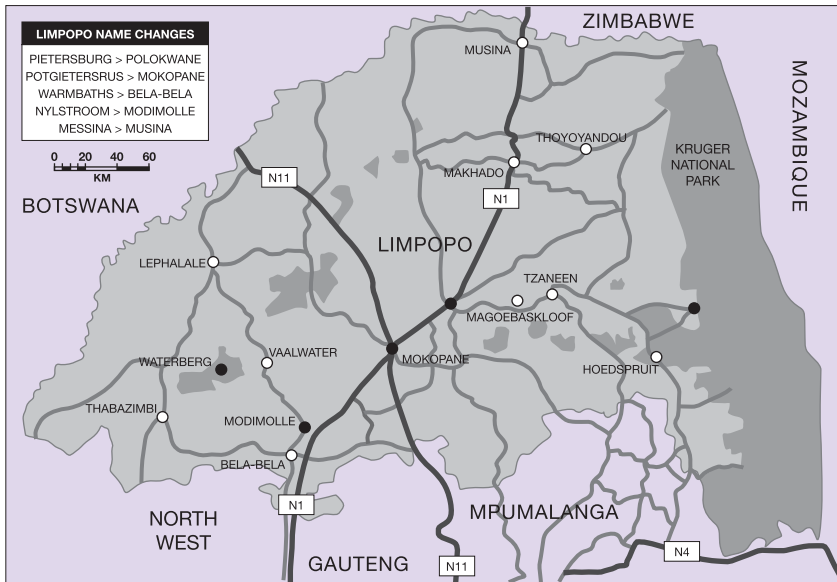 LIMPOPO NAME CHANGES
PIETERSBURG > POLOKWANE
POTGIETERSRUS > MOKOPANE
WARMBATHS > BELA-BELA
NYLSTROOM > MODIMOLLE
MESSINA > MUSINA
0 20 40 60
KM
ZIMBABWE
MUSINA
MOZAMBIQUE
THOYOYANDOU
KRUGER
NATIONAL
PARK
MAKHADO
N11
N1
BOTSWANA
LIMPOPO
LEPHALALE
TZANEEN
MAGOEBASKLOOF
MOKOPANE
VAALWATER
WATERBERG
HOEDSPRUIT
THABAZIMBI
MODIMOLLE
BELA-BELA
N1
NORTH
WEST
MPUMALANGA
N4
GAUTENG
N11